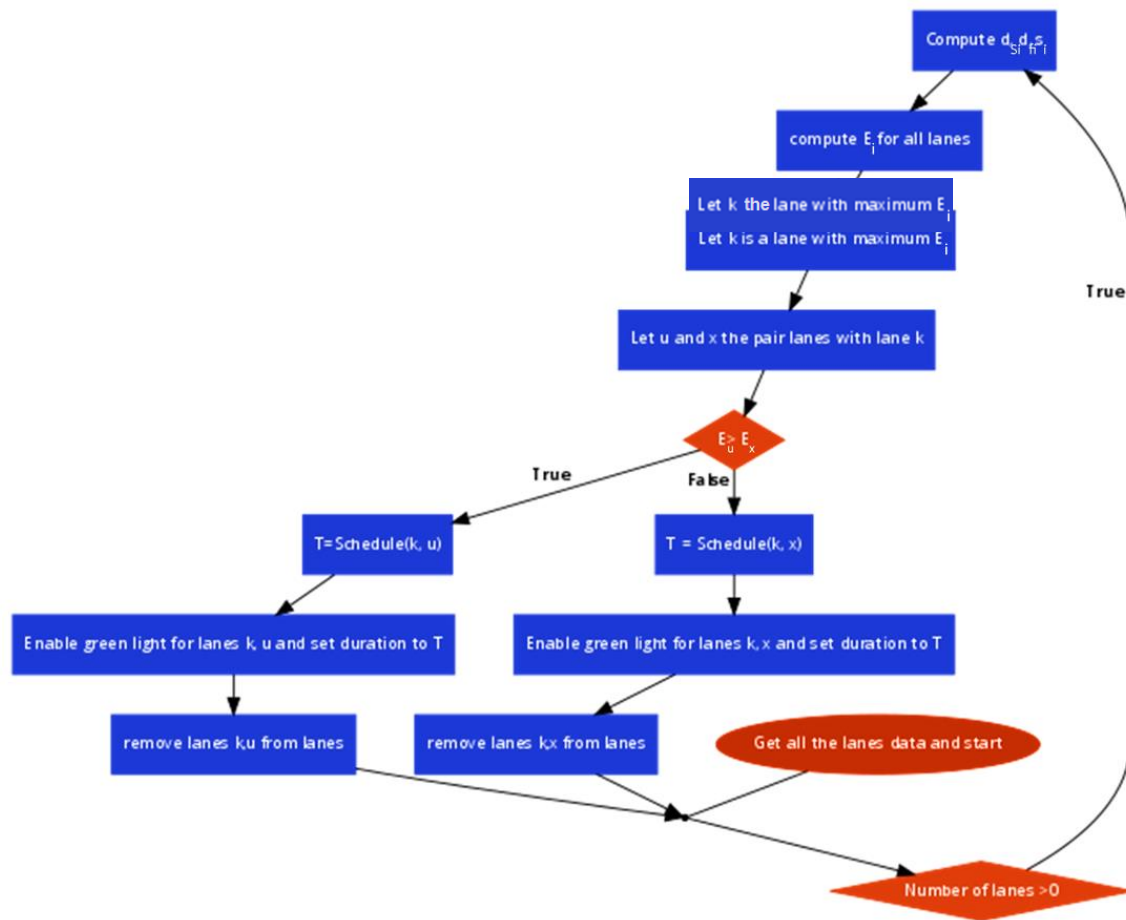 Compute d_Si d_fi s_i
compute E_i for all lanes
Let k the lane with maximum E_i
Let k is a lane with maximum E_i
True
Let u and x the pair lanes with lane k
E_u > E_x
True
False
T=Schedule(k, u)
T = Schedule(k, x)
Enable green light for lanes k, u and set duration to T
Enable green light for lanes k, x and set duration to T
remove lanes k,u from lanes
remove lanes k,x from lanes
Get all the lanes data and start
Number of lanes >0